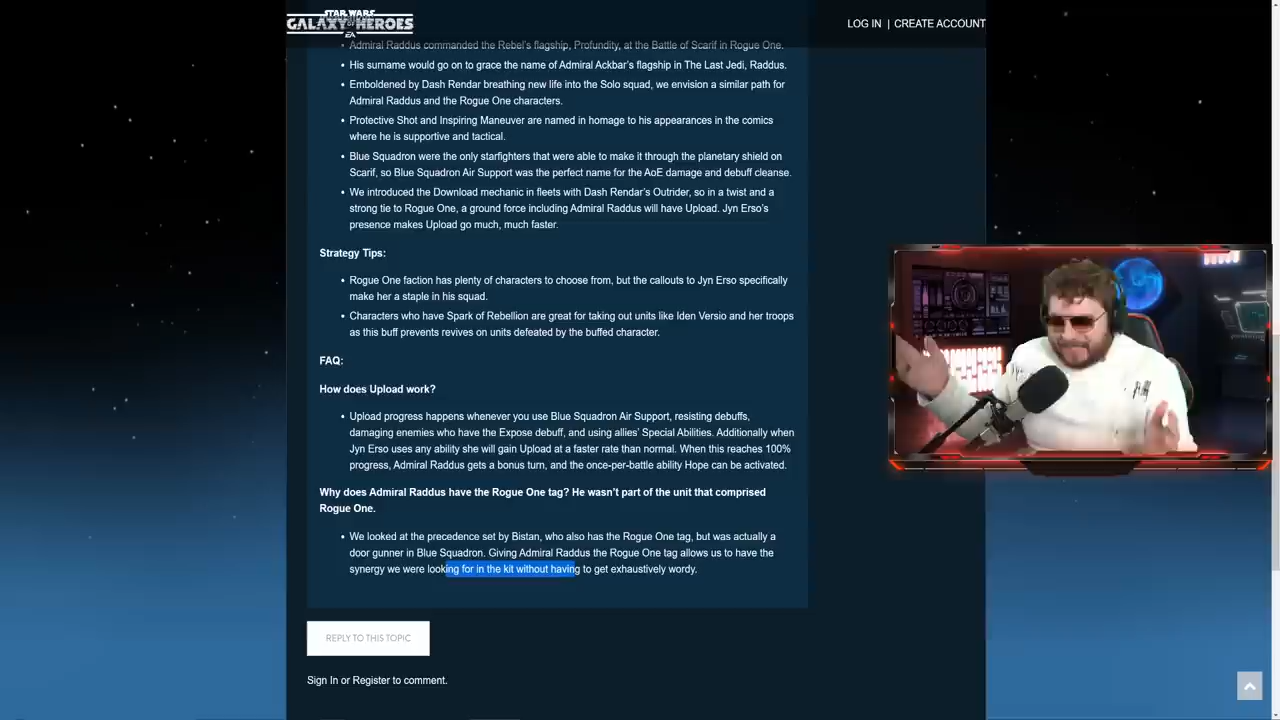 STAR WARS
GALAXY OF HEROES
EA
LOG IN | CREATE ACCOUNT
• Admiral Raddus commanded the Rebel's flagship, Profundity, at the Battle of Scarif in Rogue One.
• His surname would go on to grace the name of Admiral Ackbar's flagship in The Last Jedi, Raddus.
• Emboldened by Dash Rendar breathing new life into the Solo squad, we envision a similar path for
Admiral Raddus and the Rogue One characters.
• Protective Shot and Inspiring Maneuver are named in homage to his appearances in the comics
where he is supportive and tactical.
• Blue Squadron were the only starfighters that were able to make it through the planetary shield on
Scarif, so Blue Squadron Air Support was the perfect name for the AoE damage and debuff cleanse.
• We introduced the Download mechanic in fleets with Dash Rendar's Outrider, so in a twist and a
strong tie to Rogue One, a ground force including Admiral Raddus will have Upload. Jyn Erso's
presence makes Upload go much, much faster.
Strategy Tips:
• Rogue One faction has plenty of characters to choose from, but the callouts to Jyn Erso specifically
make her a staple in his squad.
• Characters who have Spark of Rebellion are great for taking out units like Iden Versio and her troops
as this buff prevents revives on units defeated by the buffed character.
FAQ:
How does Upload work?
• Upload progress happens whenever you use Blue Squadron Air Support, resisting debuffs,
damaging enemies who have the Expose debuff, and using allies' Special Abilities. Additionally when
Jyn Erso uses any ability she will gain Upload at a faster rate than normal. When this reaches 100%
progress, Admiral Raddus gets a bonus turn, and the once-per-battle ability Hope can be activated.
Why does Admiral Raddus have the Rogue One tag? He wasn't part of the unit that comprised
Rogue One.
• We looked at the precedence set by Bistan, who also has the Rogue One tag, but was actually a
door gunner in Blue Squadron. Giving Admiral Raddus the Rogue One tag allows us to have the
synergy we were looking for in the kit without having to get exhaustively wordy.
REPLY TO THIS TOPIC
Sign In or Register to comment.